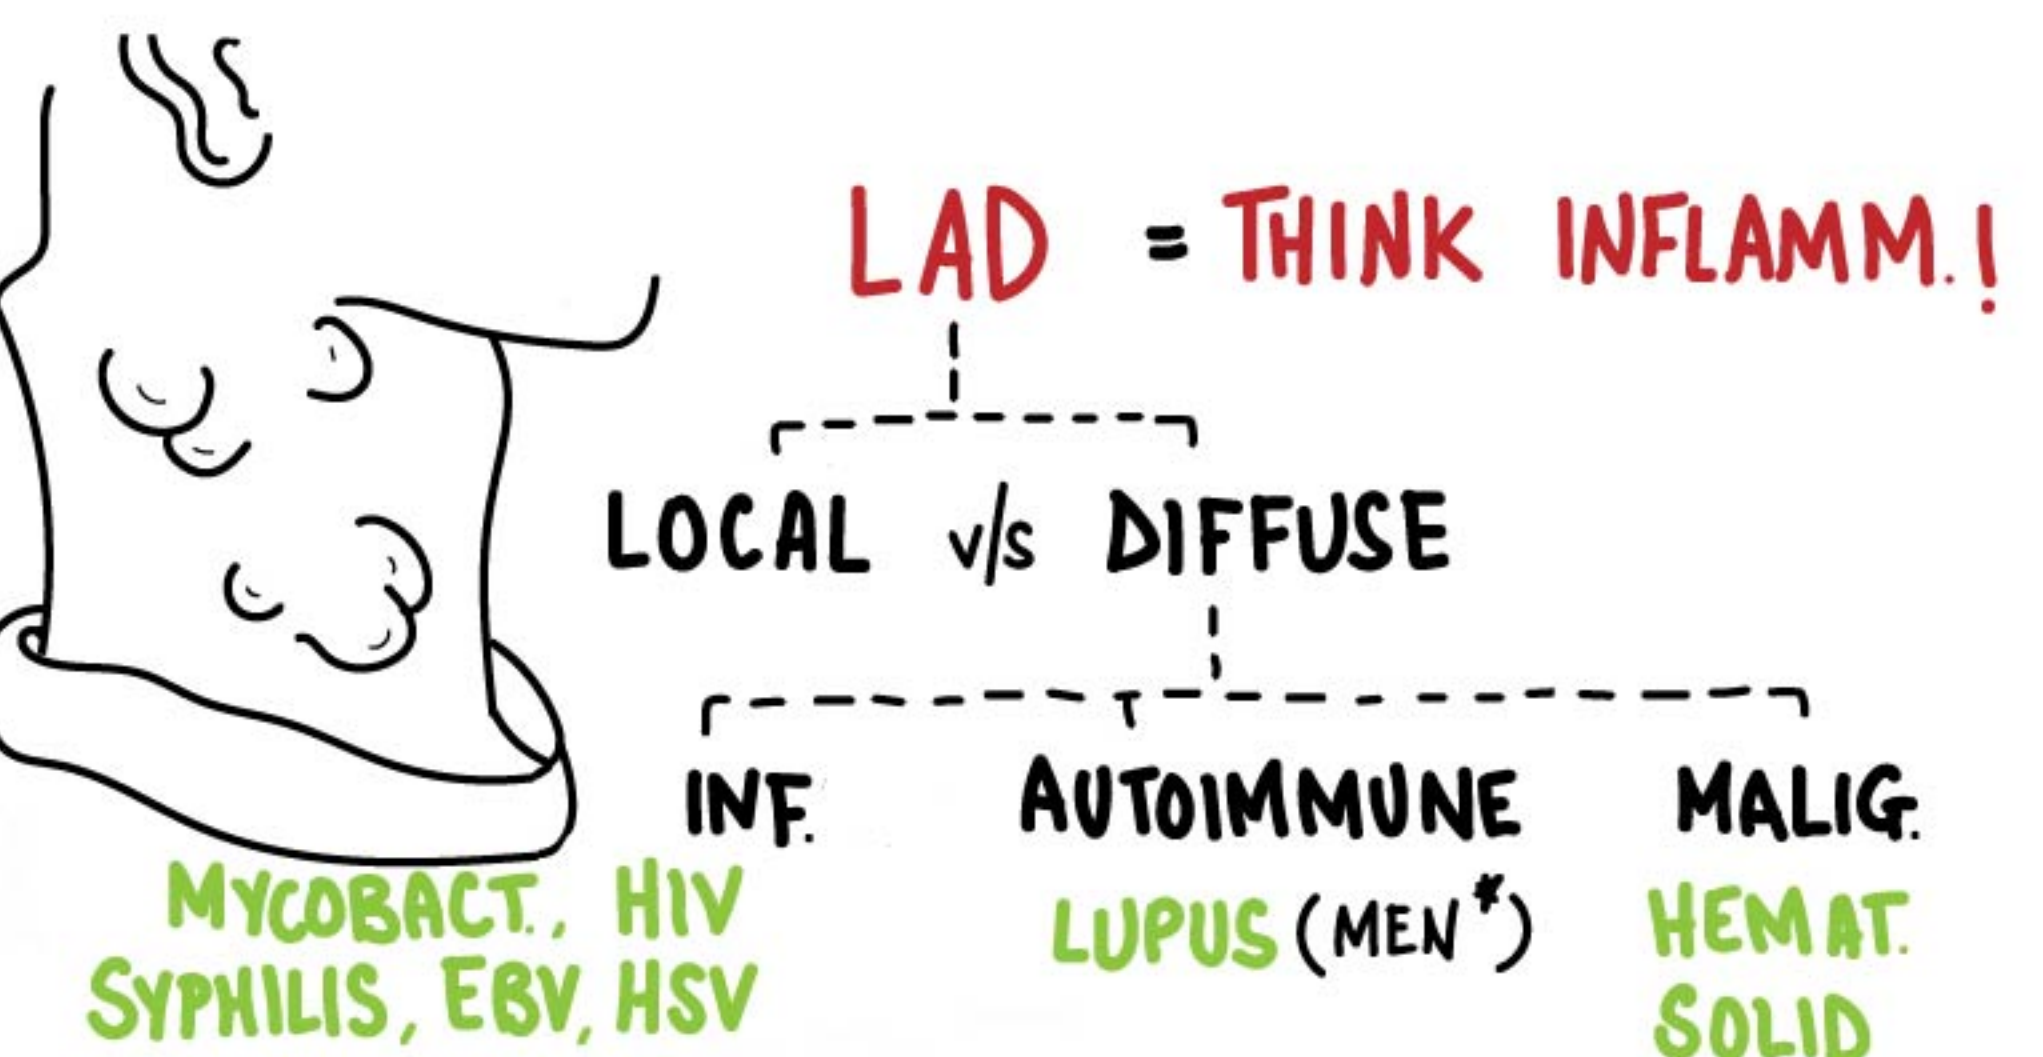 LAD = THINK INFLAMM.!
LOCAL v/s DIFFUSE
INF. AUTOIMMUNE MALIG.
MYCOBACT., HIV
SYPHILIS, EBV, HSV
LUPUS (MEN*)
HEMAT.
SOLID